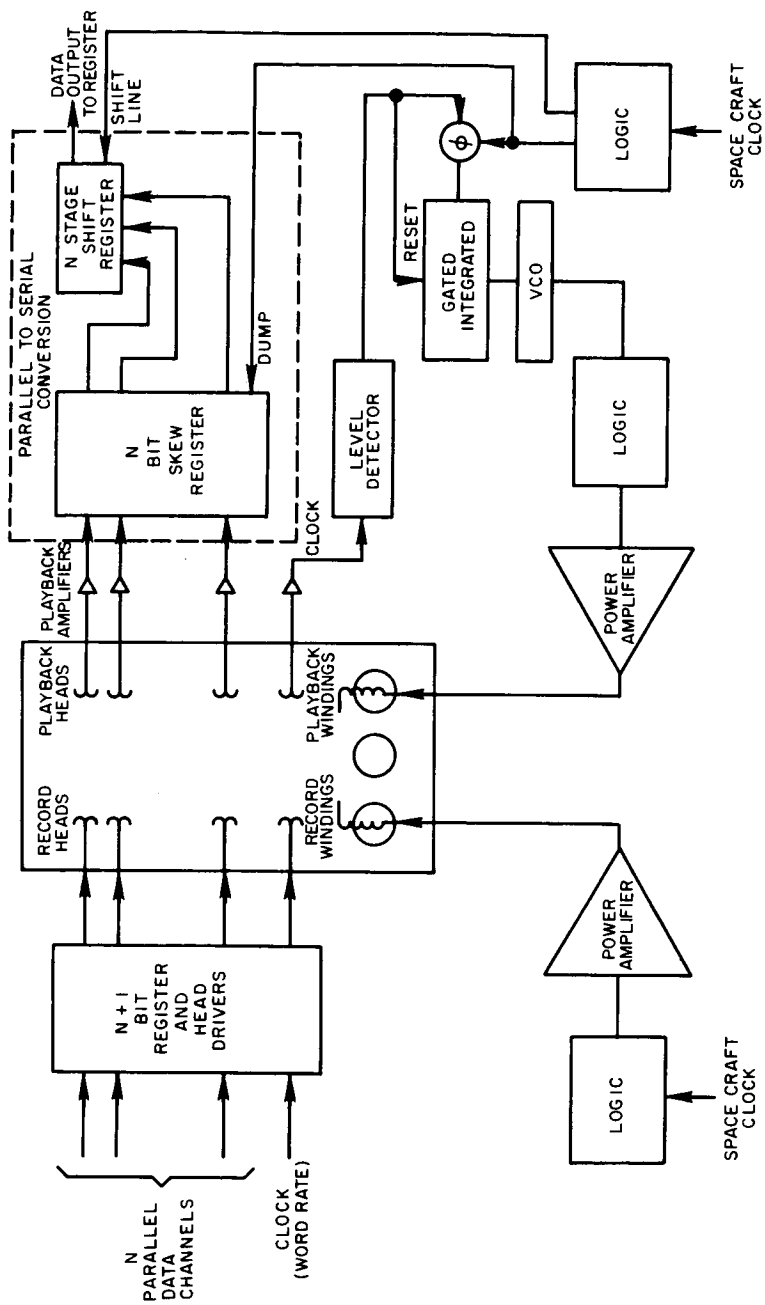 N
PARALLEL
DATA
CHANNELS
CLOCK
(WORD RATE)
N + 1
BIT
REGISTER
AND
HEAD
DRIVERS
RECORD
HEADS
PLAYBACK
HEADS
RECORD
WINDINGS
PLAYBACK
WINDINGS
PLAYBACK
AMPLIFIERS
CLOCK
PARALLEL TO SERIAL
CONVERSION
N
BIT
SKEW
REGISTER
N STAGE
SHIFT
REGISTER
DATA
OUTPUT
TO REGISTER
SHIFT
LINE
DUMP
LEVEL
DETECTOR
RESET
ϕ
GATED
INTEGRATED
VCO
LOGIC
SPACE CRAFT
CLOCK
LOGIC
POWER
AMPLIFIER
POWER
AMPLIFIER
LOGIC
SPACE CRAFT
CLOCK